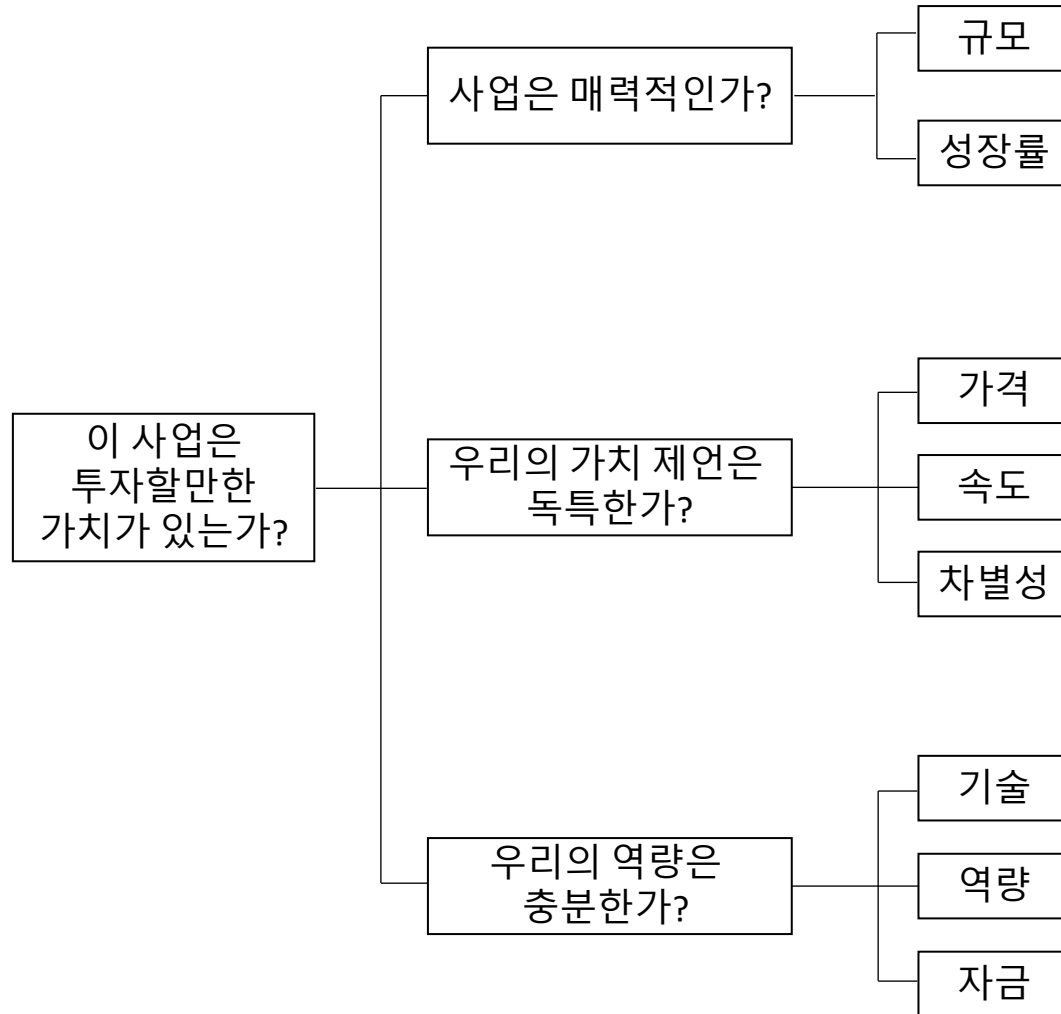 이 사업은
투자할만한
가치가 있는가?
사업은 매력적인가?
규모
성장률
우리의 가치 제언은
독특한가?
가격
속도
차별성
우리의 역량은
충분한가?
기술
역량
자금